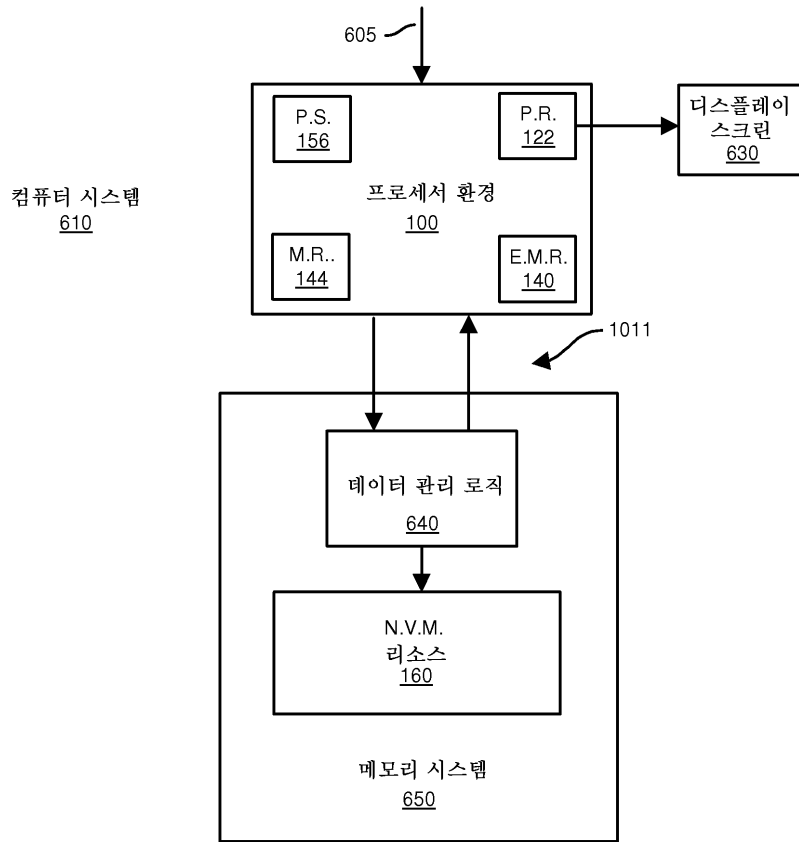 605
P.S.
156
P.R.
122
디스플레이
스크린
630
컴퓨터 시스템
610
프로세서 환경
100
M.R..
144
E.M.R.
140
1011
데이터 관리 로직
640
N.V.M.
리소스
160
메모리 시스템
650